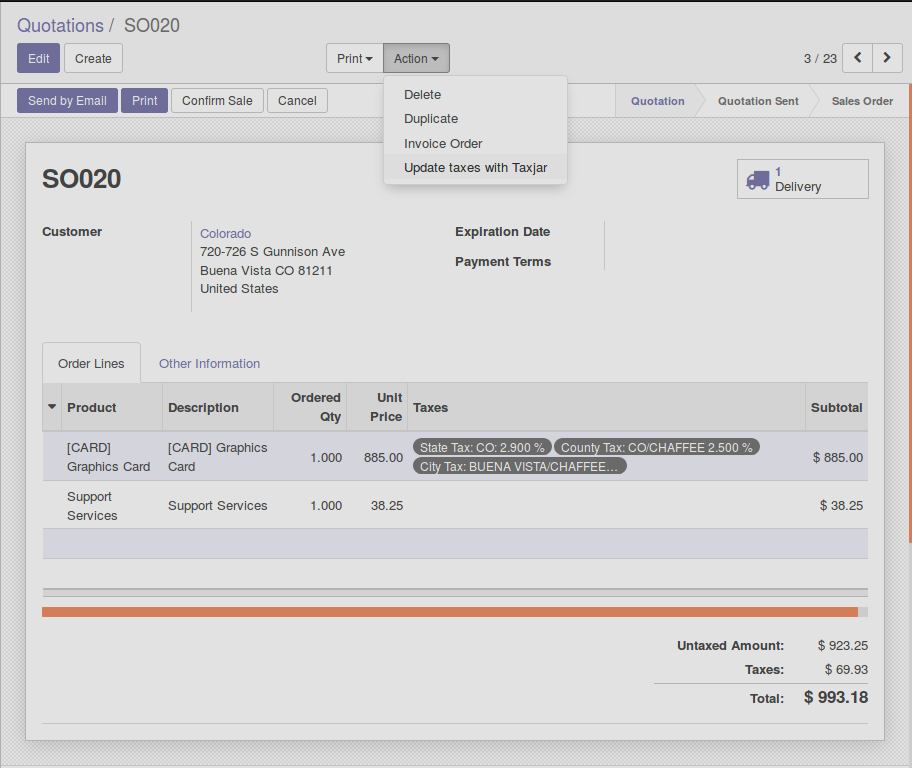 Quotations / SO020
Edit Create Print Action 3 / 23
Send by Email Print Confirm Sale Cancel Quotation Quotation Sent Sales Order
Delete
Duplicate
Invoice Order
Update taxes with Taxjar
SO020
1
Delivery
Customer
Colorado
720-726 S Gunnison Ave
Buena Vista CO 81211
United States
Expiration Date
Payment Terms
Order Lines Other Information
Product Description Ordered Qty Unit Price Taxes Subtotal
[CARD] Graphics Card [CARD] Graphics Card 1.000 885.00 State Tax: CO: 2.900 % County Tax: CO/CHAFFEE 2.500 % $ 885.00
City Tax: BUENA VISTA/CHAFFEE...
Support Services Support Services 1.000 38.25 $ 38.25
Untaxed Amount: $ 923.25
Taxes: $ 69.93
Total: $ 993.18